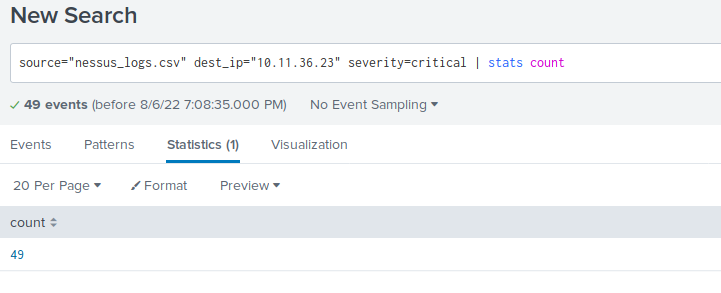 New Search
source="nessus_logs.csv" dest_ip="10.11.36.23" severity=critical | stats count
49 events (before 8/6/22 7:08:35.000 PM) No Event Sampling
Events Patterns Statistics (1) Visualization
20 Per Page Format Preview
count
49